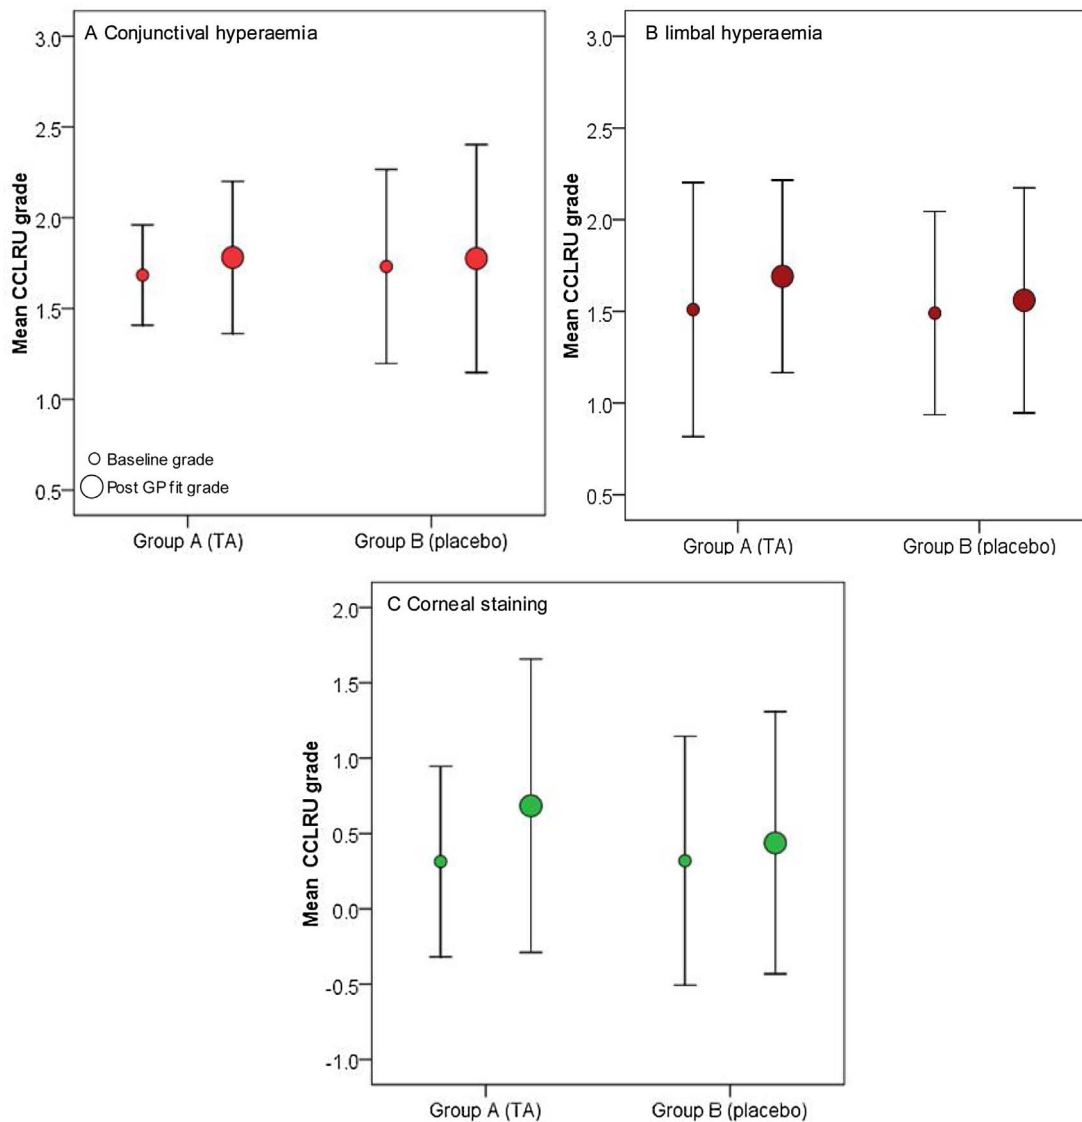 A Conjunctival hyperaemia
3.0
2.5
2.0
1.5
1.0
0.5
Mean CCLRU grade
Baseline grade
Post GP fit grade
Group A (TA)
Group B (placebo)
B limbal hyperaemia
3.0
2.5
2.0
1.5
1.0
0.5
Mean CCLRU grade
Group A (TA)
Group B (placebo)
C Corneal staining
2.0
1.5
1.0
0.5
0.0
-0.5
-1.0
Mean CCLRU grade
Group A (TA)
Group B (placebo)